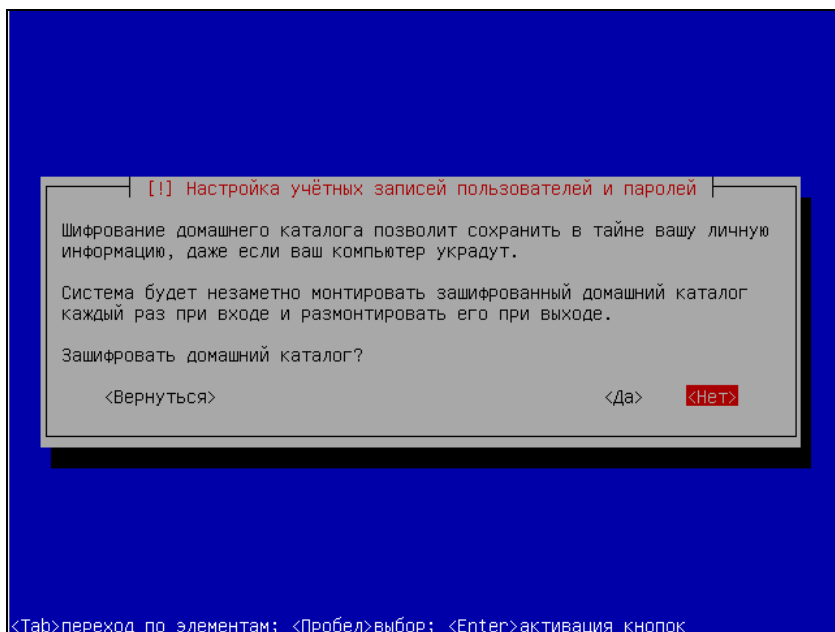 [!] Настройка учётных записей пользователей и паролей
Шифрование домашнего каталога позволит сохранить в тайне вашу личную
информацию, даже если ваш компьютер украдут.
Система будет незаметно монтировать зашифрованный домашний каталог
каждый раз при входе и размонтировать его при выходе.
Зашифровать домашний каталог?
<Вернуться> <Да> <Нет>
<Tab>переход по элементам; <Пробел>выбор; <Enter>активация кнопок